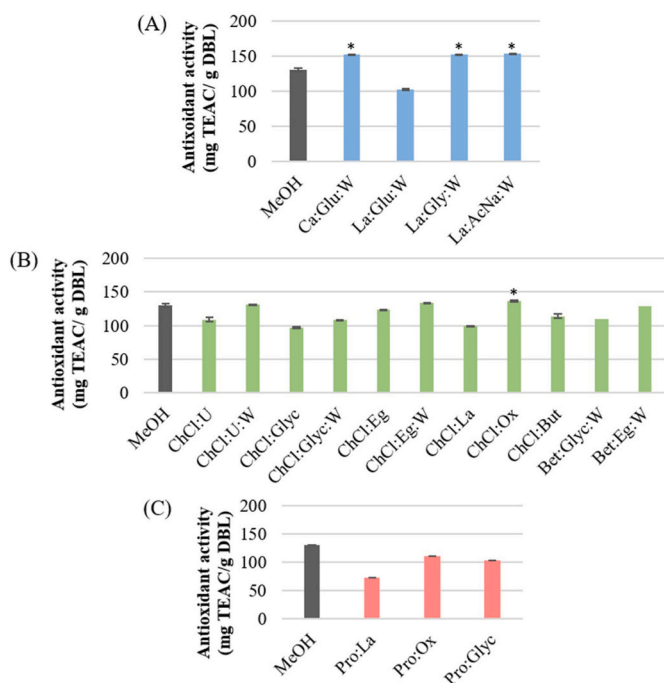 (A)
Antixoidant activity
(mg TEAC/ g DBL)
200
150
100
50
0
* * *
MeOH
Ca:Glu:W
La:Glu:W
La:Gly:W
La:AcNa:W
(B)
Antioxidant activity
(mg TEAC/ g DBL)
200
150
100
50
0
*
MeOH
ChCl:U
ChCl:U:W
ChCl:Glyc
ChCl:Glyc:W
ChCl:Eg
ChCl:Eg:W
ChCl:La
ChCl:Ox
ChCl:But
Bet:Glyc:W
Bet:Eg:W
(C)
Antioxidant activity
(mg TEAC/g DBL)
200
150
100
50
0
MeOH
Pro:La
Pro:Ox
Pro:Glyc